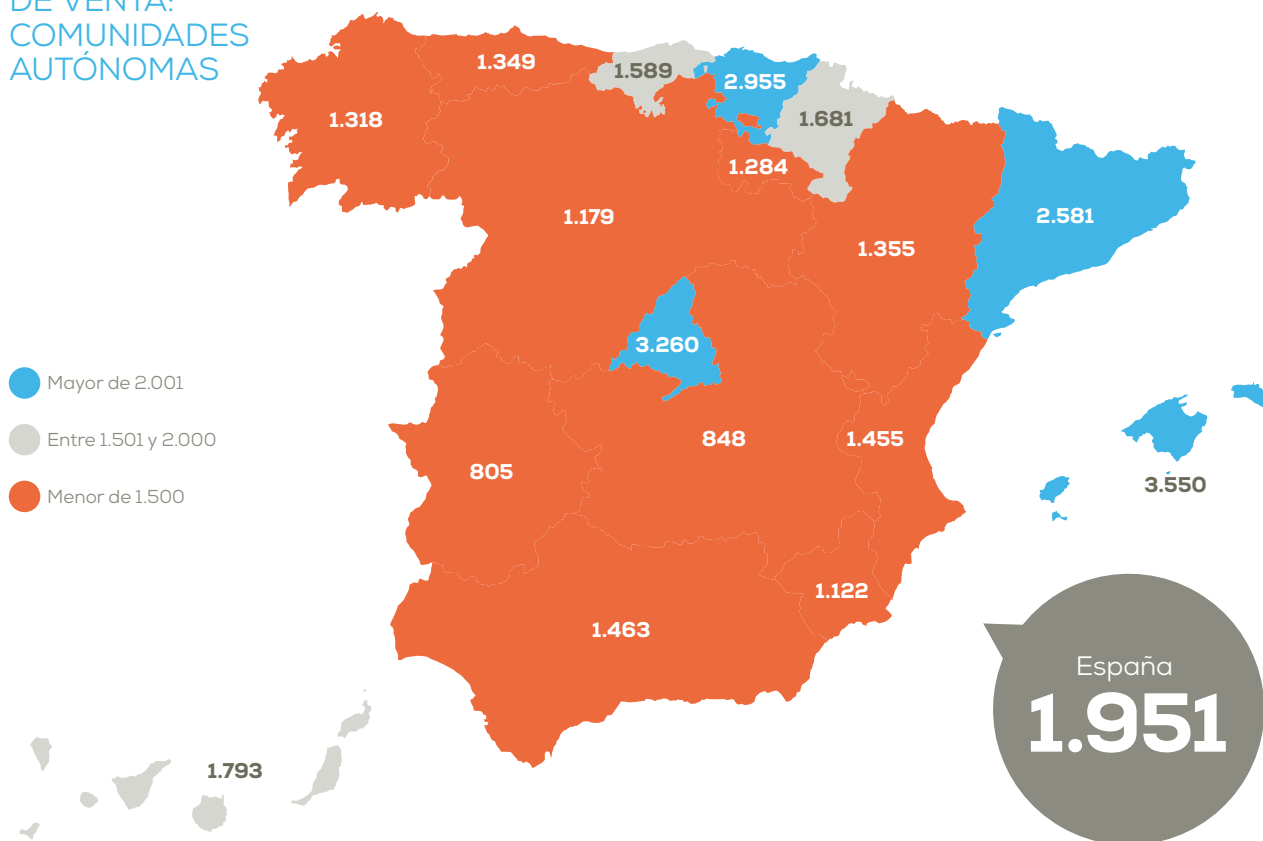 DE VENTA:
COMUNIDADES
AUTÓNOMAS
1.349
1.589
2.955
1.318
1.681
1.284
1.179
2.581
1.355
3.260
Mayor de 2.001
Entre 1.501 y 2.000
848
1.455
805
3.550
Menor de 1.500
1.122
1.463
España
1.951
1.793